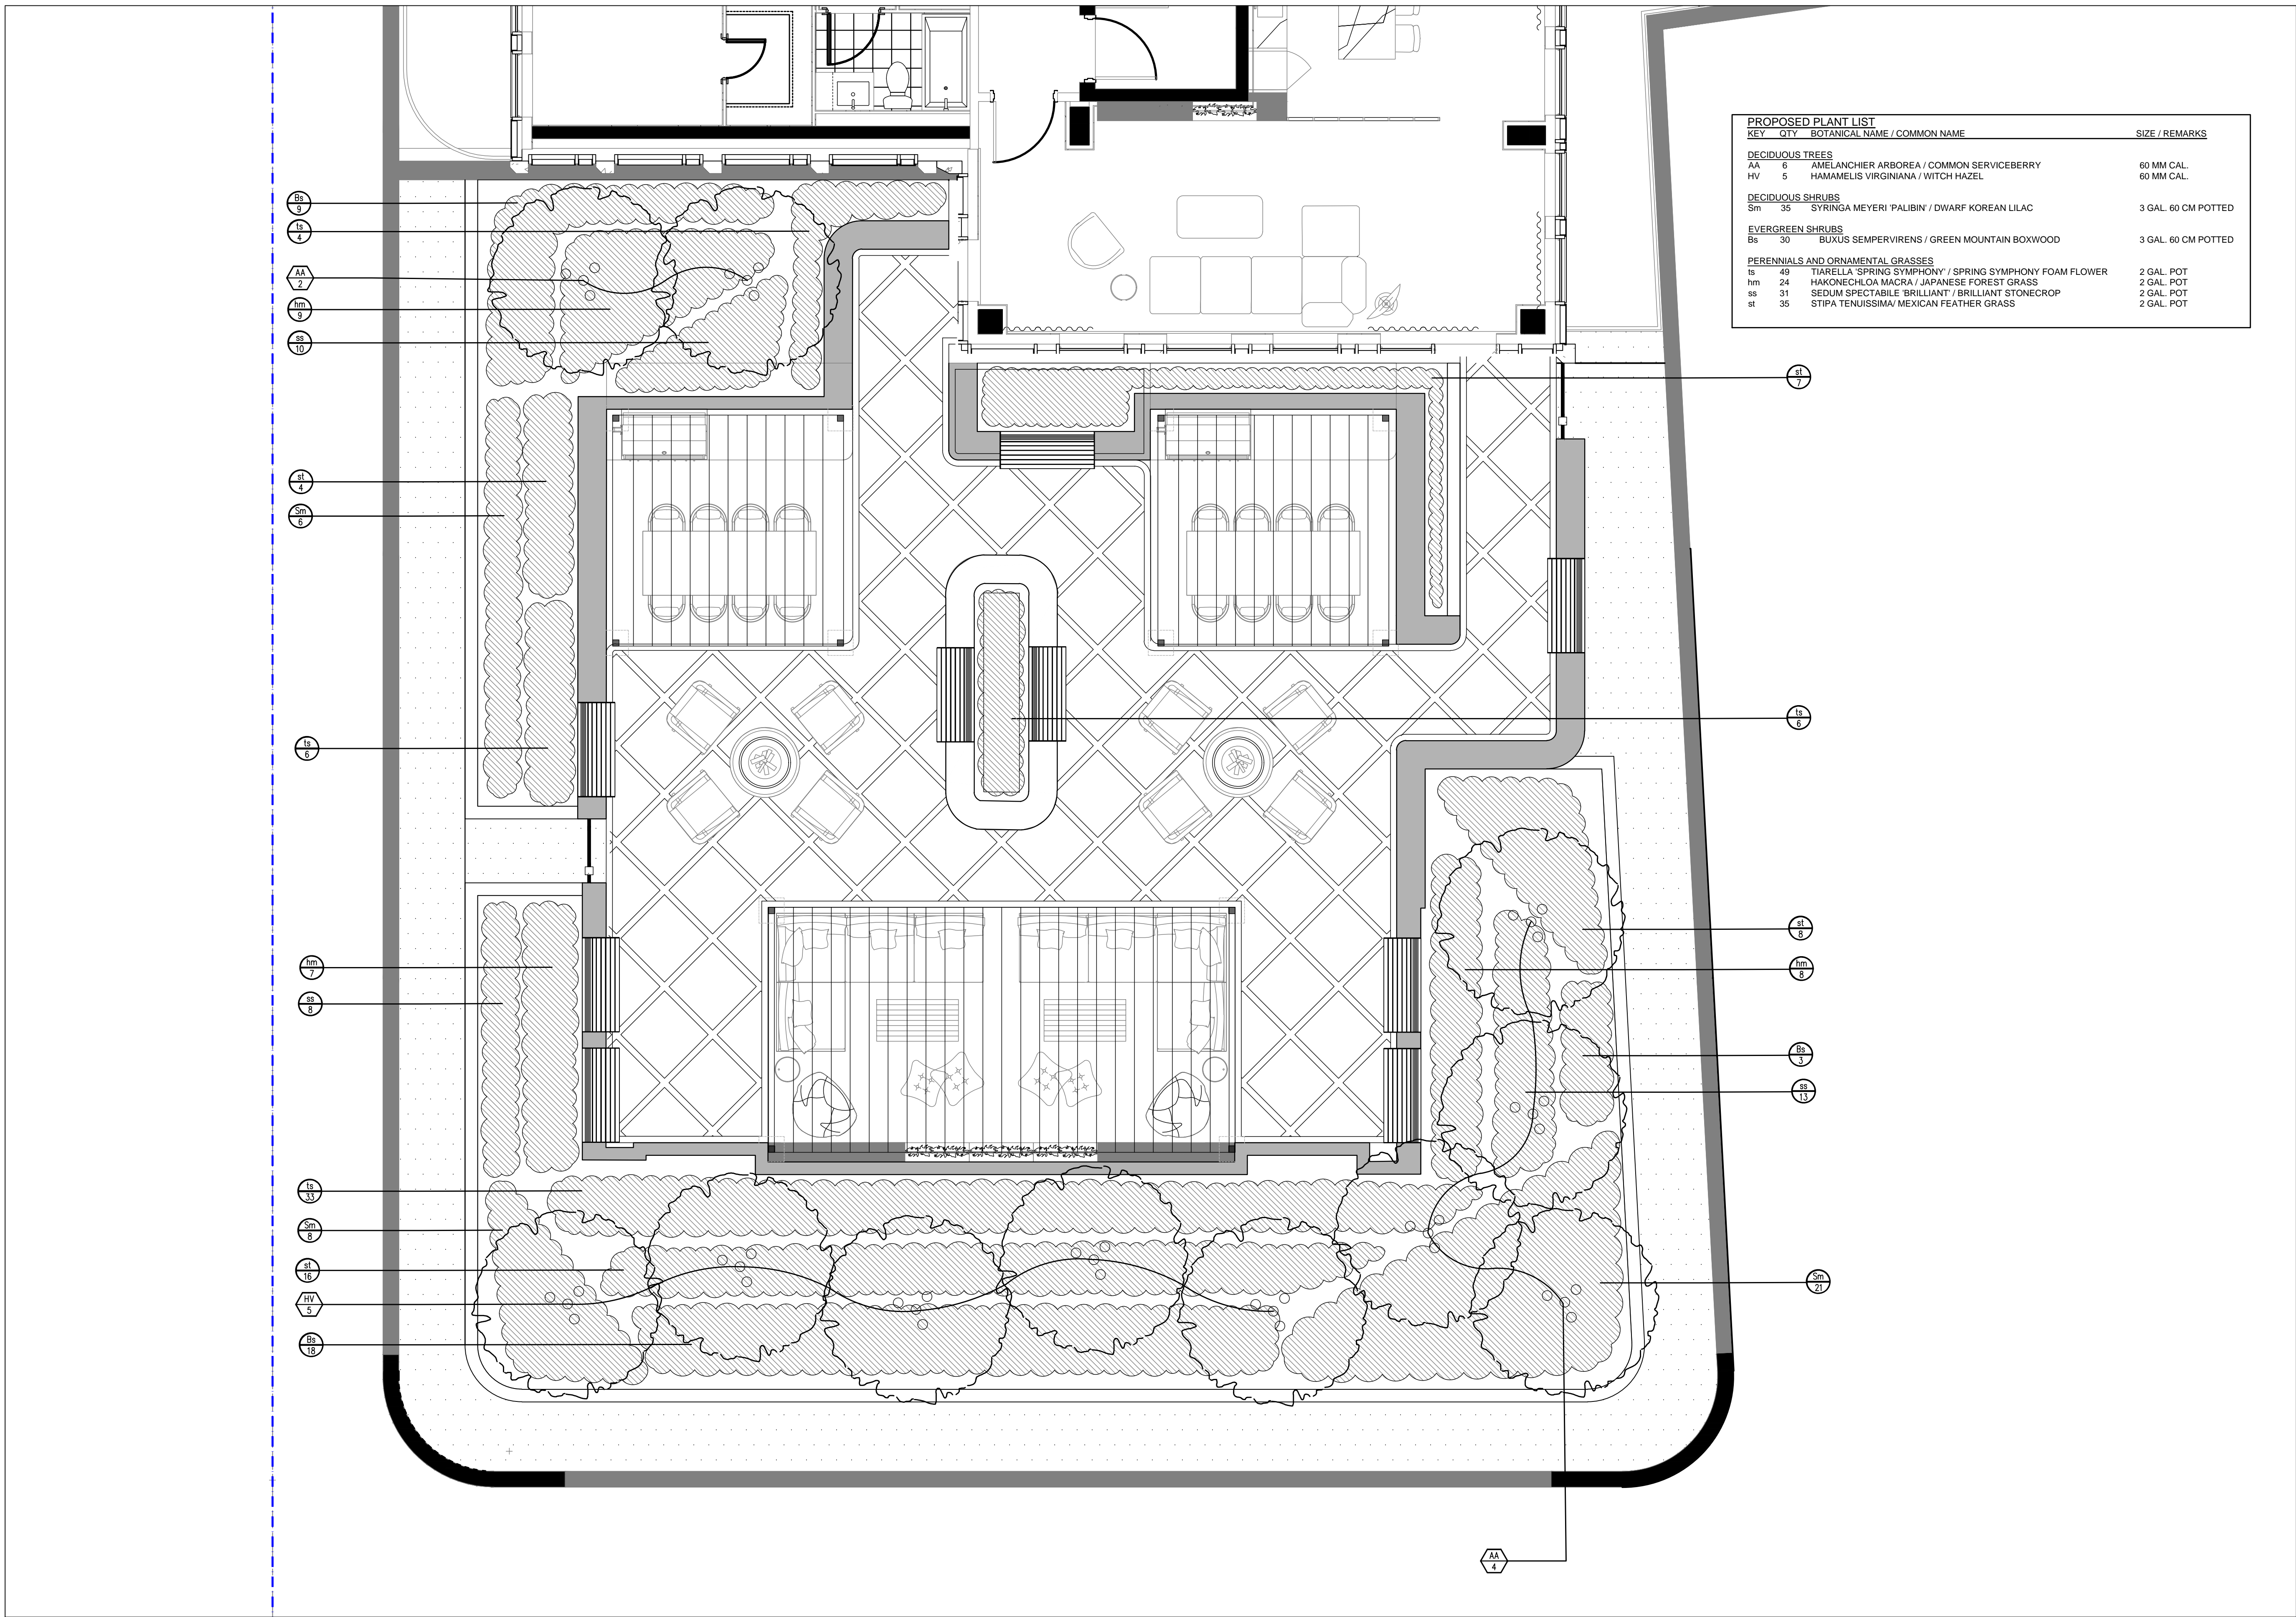 PROPOSED PLANT LIST
KEY QTY BOTANICAL NAME / COMMON NAME SIZE / REMARKS
DECIDUOUS TREES
AA 6 AMELANCHIER ARBOREA / COMMON SERVICEBERRY 60 MM CAL.
HV 5 HAMAMELIS VIRGINIANA / WITCH HAZEL 60 MM CAL.
DECIDUOUS SHRUBS
Sm 35 SYRINGA MEYERI 'PALIBIN' / DWARF KOREAN LILAC 3 GAL. 60 CM POTTED
EVERGREEN SHRUBS
Bs 30 BUXUS SEMPERVIRENS / GREEN MOUNTAIN BOXWOOD 3 GAL. 60 CM POTTED
PERENNIALS AND ORNAMENTAL GRASSES
ts 49 TIARELLA 'SPRING SYMPHONY' / SPRING SYMPHONY FOAM FLOWER 2 GAL. POT
hm 24 HAKONECHLOA MACRA / JAPANESE FOREST GRASS 2 GAL. POT
ss 31 SEDUM SPECTABILE 'BRILLIANT' / BRILLIANT STONECROP 2 GAL. POT
st 35 STIPA TENUISSIMA/ MEXICAN FEATHER GRASS 2 GAL. POT
Bs
9
ts
4
AA
2
hm
9
ss
10
st
4
Sm
6
ts
6
hm
7
ss
8
ts
33
Sm
8
st
16
HV
5
Bs
18
st
7
ts
6
st
8
hm
8
Bs
3
ss
13
Sm
21
AA
4